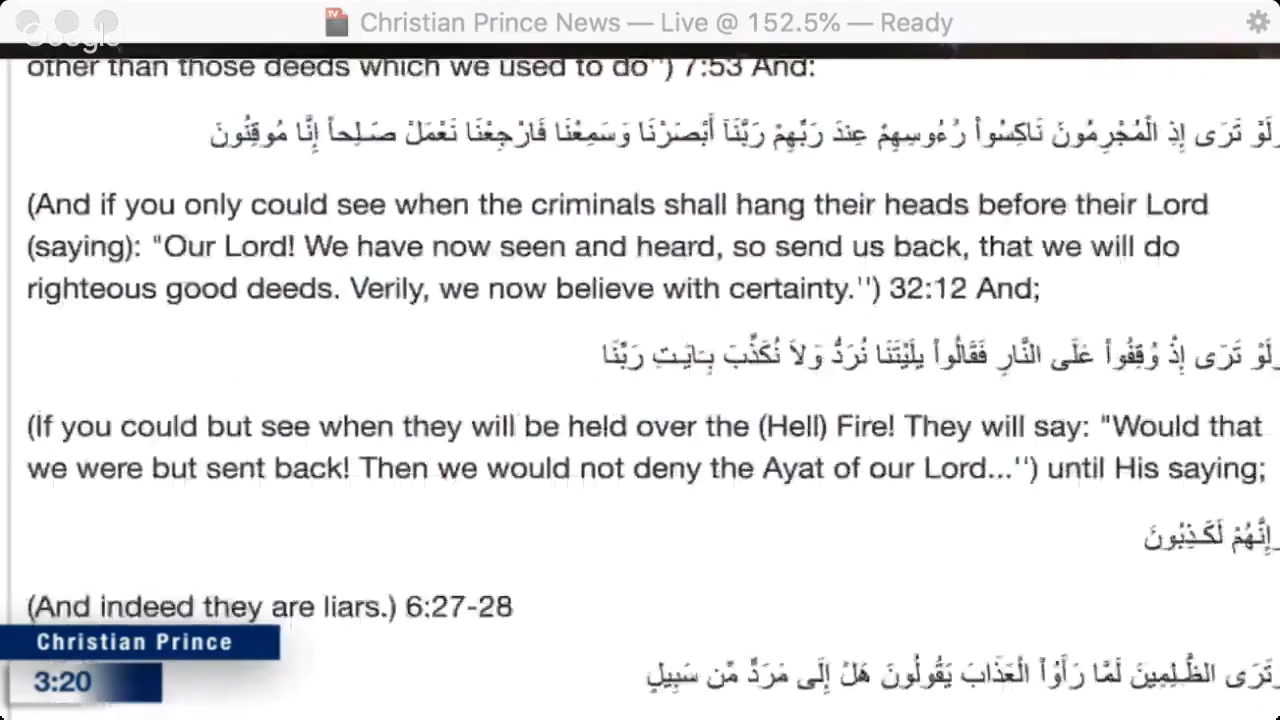 Christian Prince News — Live @ 152.5% — Ready
Google
other than those deeds which we used to do'') 7:53 And:
وَلَوْ تَرَى إِذِ الْمُجْرِمُونَ نَاكِسُواْ رُءُوسِهِمْ عِندَ رَبِّهِمْ رَبَّنَآ أَبْصَرْنَا وَسَمِعْنَا فَارْجِعْنَا نَعْمَلْ صَـلِحاً إِنَّا مُوقِنُونَ
(And if you only could see when the criminals shall hang their heads before their Lord
(saying): "Our Lord! We have now seen and heard, so send us back, that we will do
righteous good deeds. Verily, we now believe with certainty.'') 32:12 And;
وَلَوْ تَرَى إِذْ وُقِفُواْ عَلَى النَّارِ فَقَالُواْ يلَيْتَنَا نُرَدُّ وَلاَ نُكَذِّبَ بِـَايَـتِ رَبِّنَا
(If you could but see when they will be held over the (Hell) Fire! They will say: "Would that
we were but sent back! Then we would not deny the Ayat of our Lord...'') until His saying;
وَإِنَّهُمْ لَكَـذِبُونَ
(And indeed they are liars.) 6:27-28
Christian Prince
3:20
وَتَرَى الظَّـلِمِينَ لَمَّا رَأَوُاْ الْعَذَابَ يَقُولُونَ هَلْ إِلَى مَرَدٍّ مِّن سَبِيلٍ